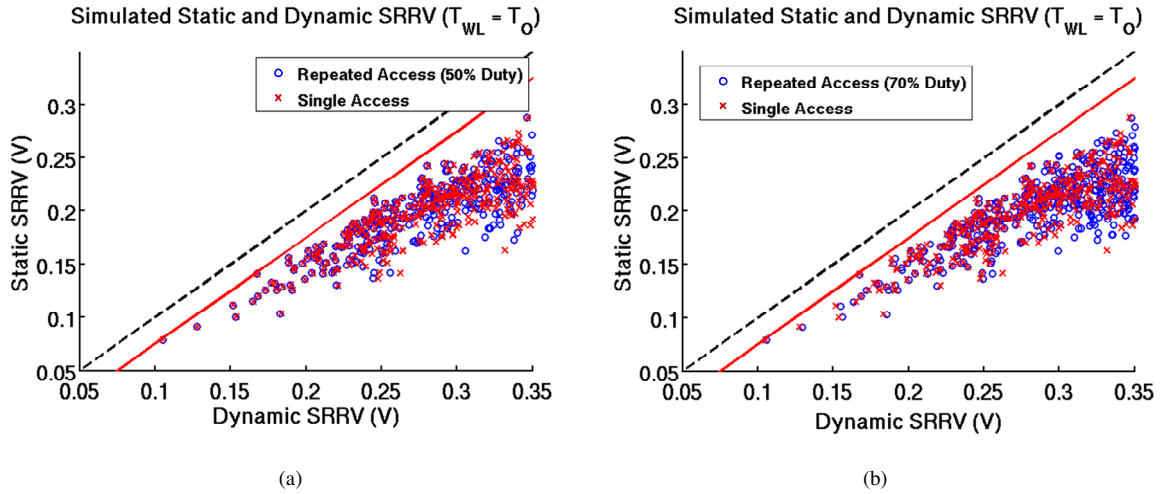 Simulated Static and Dynamic SRRV (T_WL = T_O)
Repeated Access (50% Duty)
Single Access
Static SRRV (V)
0.3
0.25
0.2
0.15
0.1
0.05
0.05 0.1 0.15 0.2 0.25 0.3 0.35
Dynamic SRRV (V)
(a)
Simulated Static and Dynamic SRRV (T_WL = T_O)
Repeated Access (70% Duty)
Single Access
Static SRRV (V)
0.3
0.25
0.2
0.15
0.1
0.05
0.05 0.1 0.15 0.2 0.25 0.3 0.35
Dynamic SRRV (V)
(b)